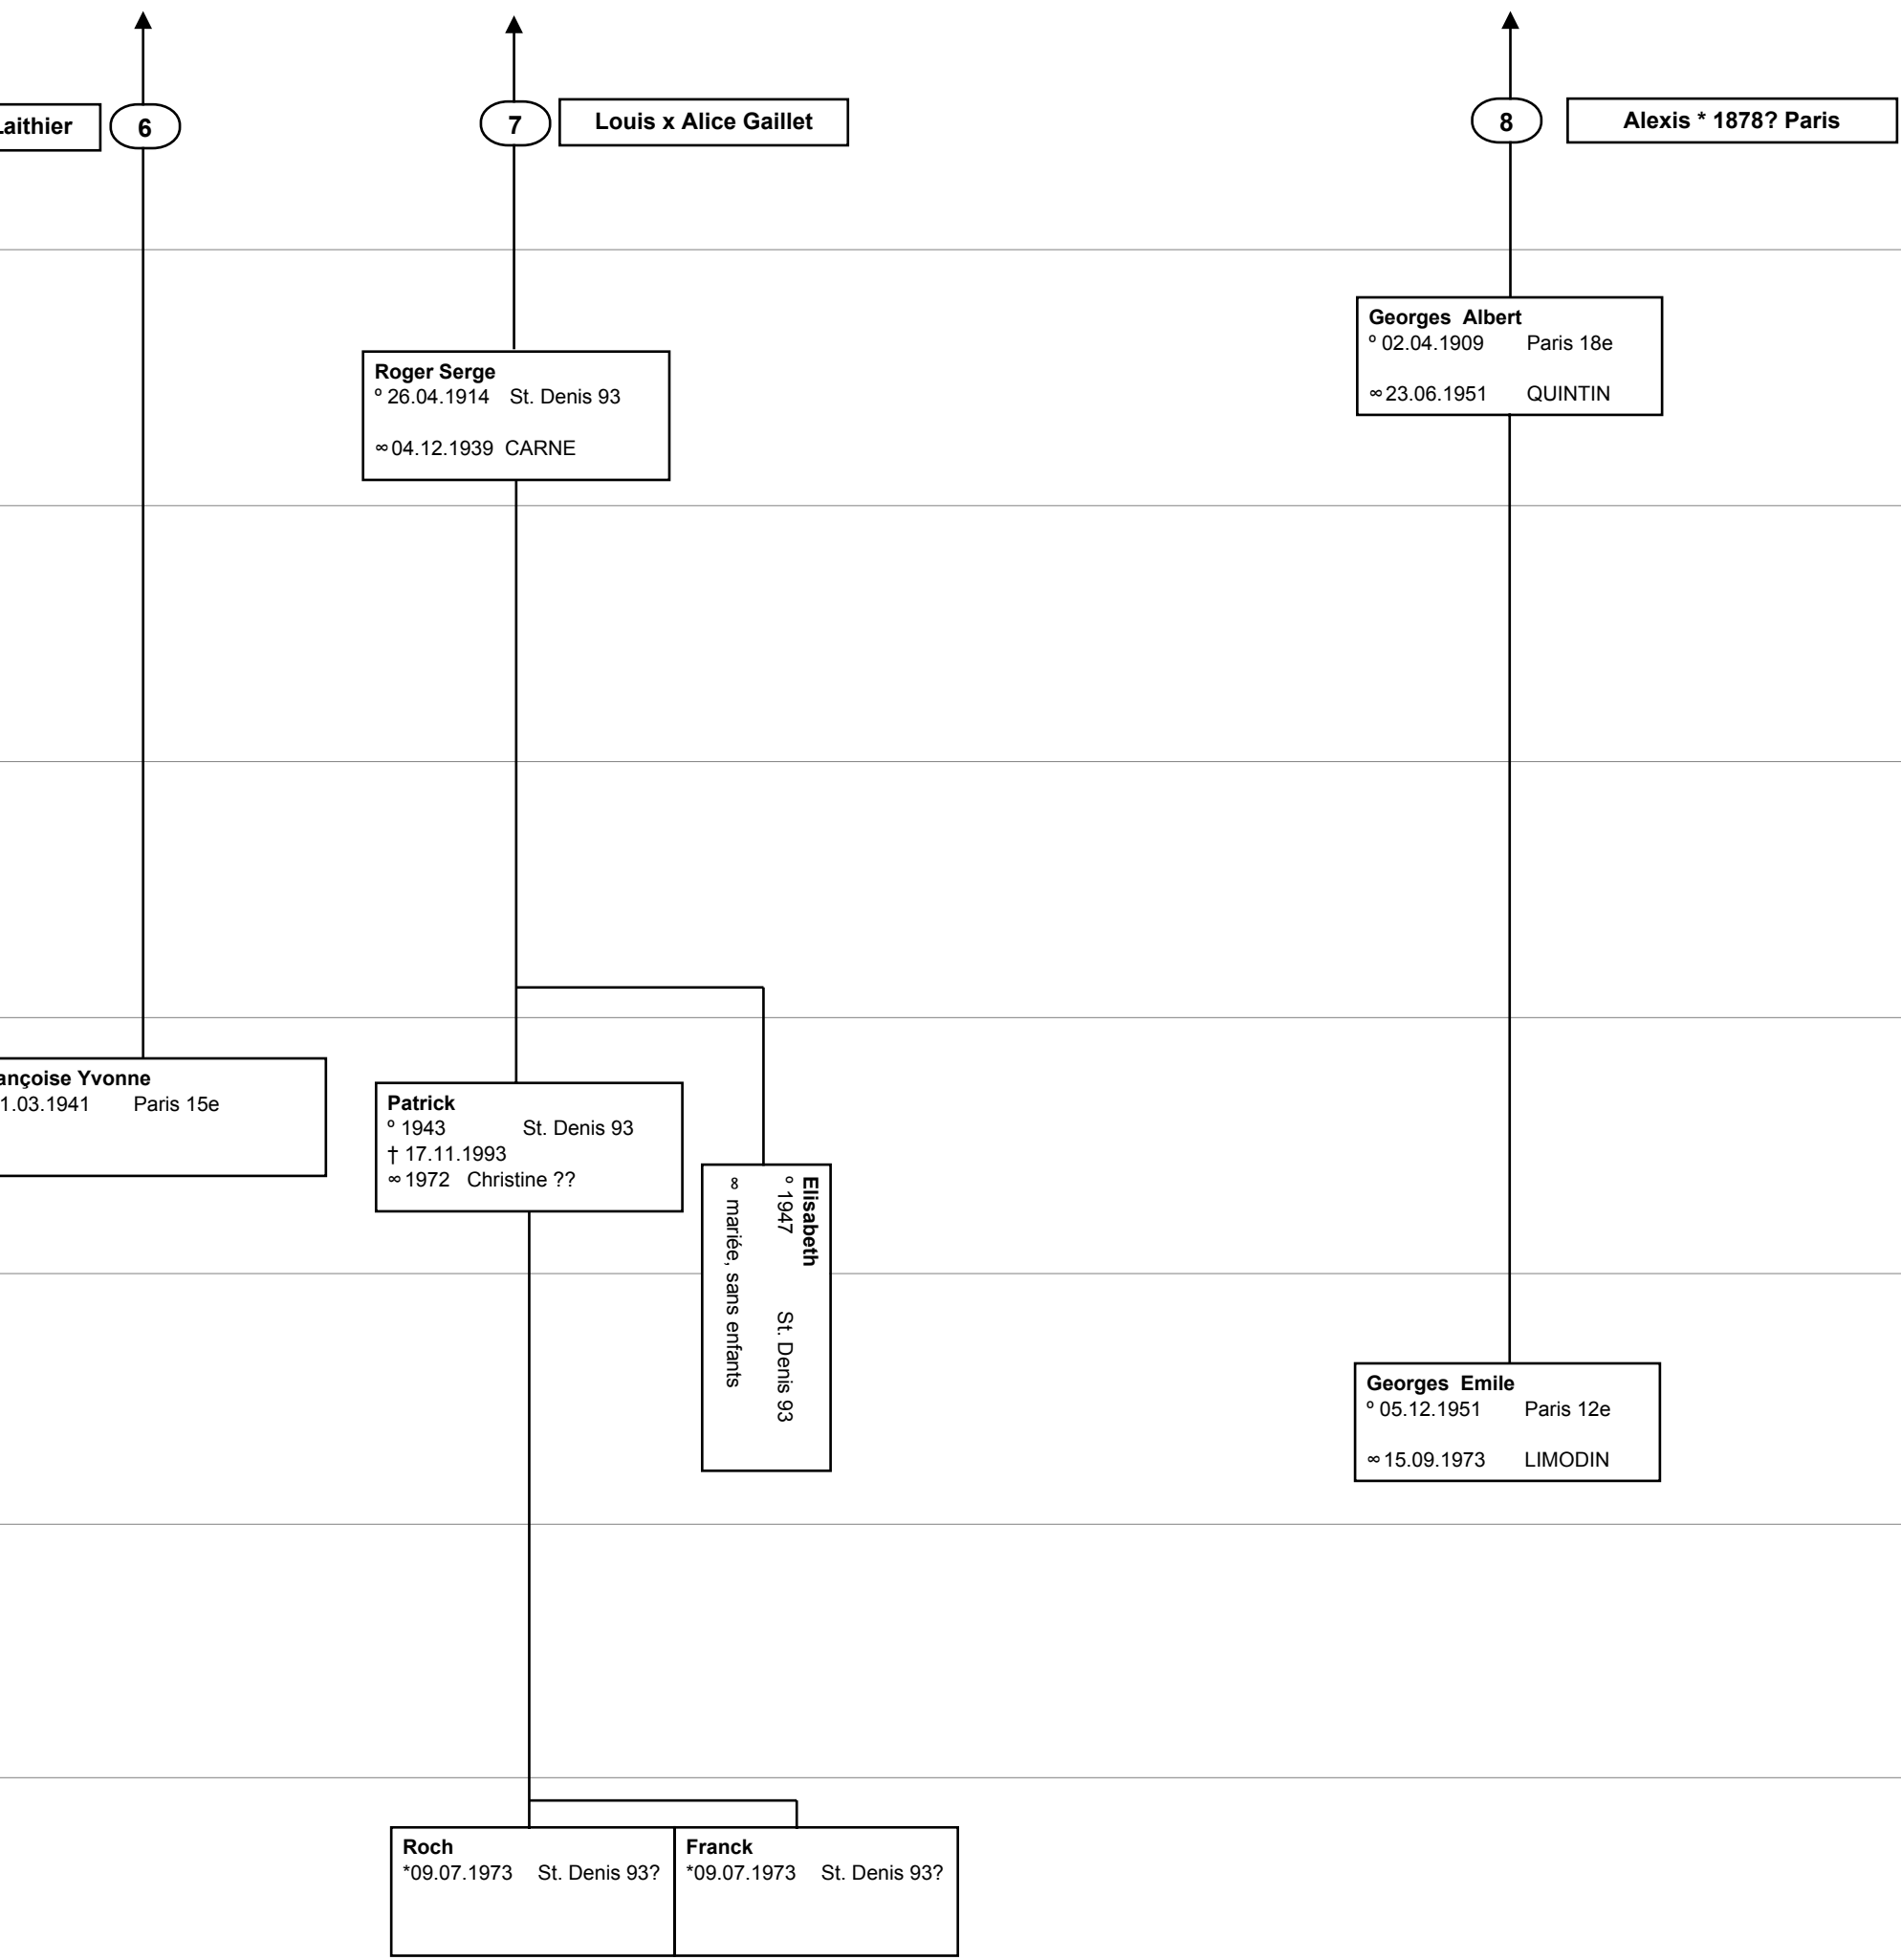 Laithier
6
7
Louis x Alice Gaillet
8
Alexis * 1878? Paris
Georges Albert
º 02.04.1909 Paris 18e
∞ 23.06.1951 QUINTIN
Roger Serge
º 26.04.1914 St. Denis 93
∞ 04.12.1939 CARNE
ançoise Yvonne
1.03.1941 Paris 15e
Patrick
º 1943 St. Denis 93
† 17.11.1993
∞ 1972 Christine ??
Elisabeth
º 1947 St. Denis 93
∞ mariée, sans enfants
Georges Emile
º 05.12.1951 Paris 12e
∞ 15.09.1973 LIMODIN
Roch
*09.07.1973 St. Denis 93?
Franck
*09.07.1973 St. Denis 93?